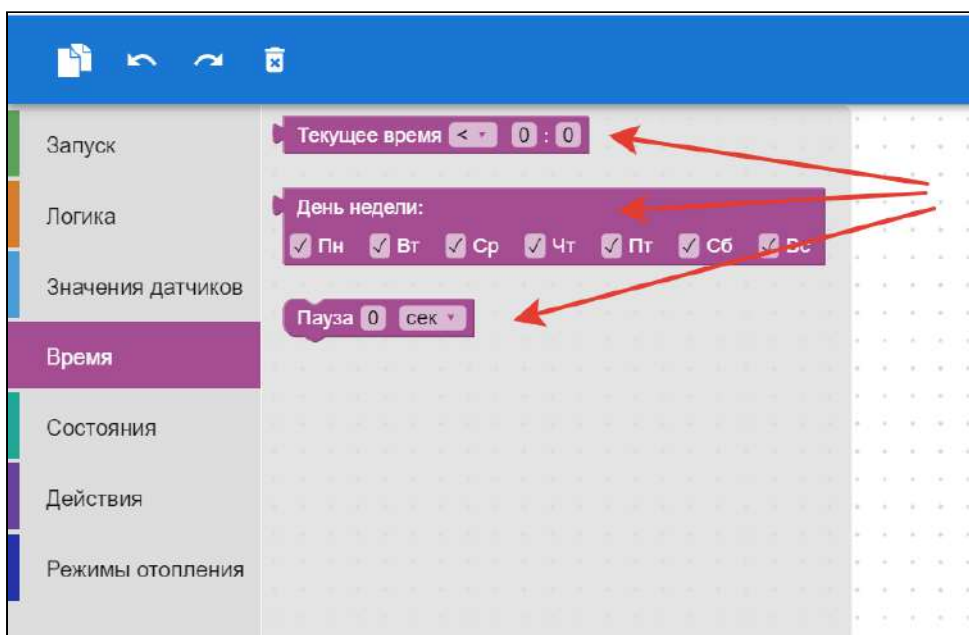 Запуск
Логика
Значения датчиков
Время
Состояния
Действия
Режимы отопления
Текущее время < 0 : 0
День недели:
Пн Вт Ср Чт Пт Сб Вс
Пауза 0 сек